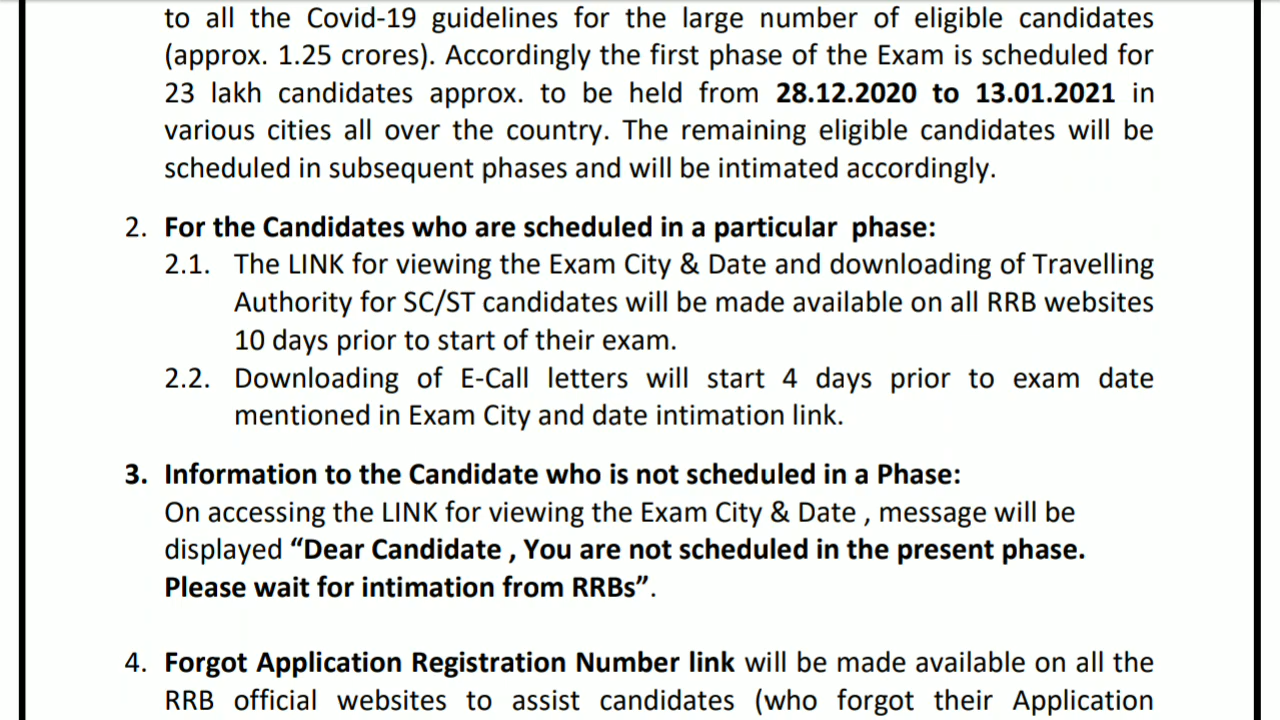 to all the Covid-19 guidelines for the large number of eligible candidates
(approx. 1.25 crores). Accordingly the first phase of the Exam is scheduled for
23 lakh candidates approx. to be held from 28.12.2020 to 13.01.2021 in
various cities all over the country. The remaining eligible candidates will be
scheduled in subsequent phases and will be intimated accordingly.
2. For the Candidates who are scheduled in a particular phase:
2.1. The LINK for viewing the Exam City & Date and downloading of Travelling
Authority for SC/ST candidates will be made available on all RRB websites
10 days prior to start of their exam.
2.2. Downloading of E-Call letters will start 4 days prior to exam date
mentioned in Exam City and date intimation link.
3. Information to the Candidate who is not scheduled in a Phase:
On accessing the LINK for viewing the Exam City & Date , message will be
displayed “Dear Candidate , You are not scheduled in the present phase.
Please wait for intimation from RRBs”.
4. Forgot Application Registration Number link will be made available on all the
RRB official websites to assist candidates (who forgot their Application